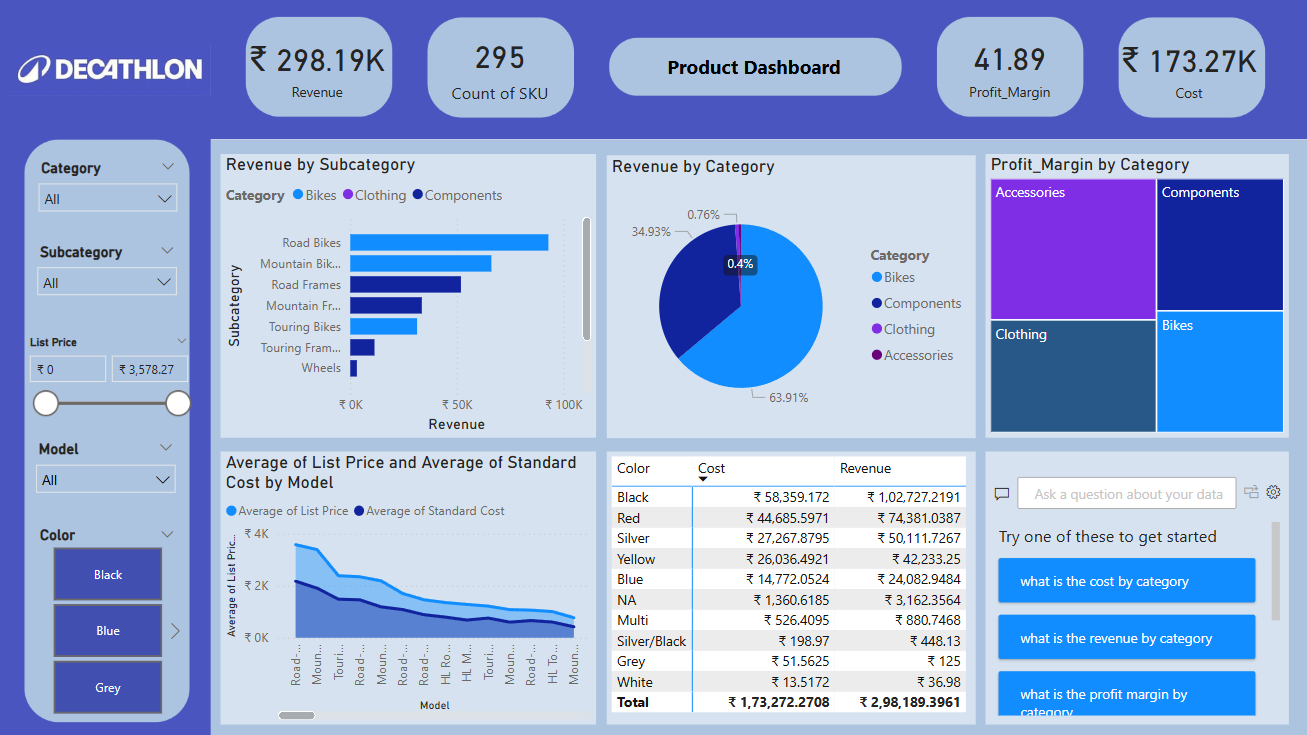 DECATHLON
₹ 298.19K
Revenue
295
Count of SKU
Product Dashboard
41.89
Profit_Margin
₹ 173.27K
Cost
Category
All
Subcategory
All
List Price
₹ 0
₹ 3,578.27
Model
All
Color
Black
Blue
Grey
Revenue by Subcategory
Category Bikes Clothing Components
Subcategory
Road Bikes
Mountain Bik...
Road Frames
Mountain Fr...
Touring Bikes
Touring Fram...
Wheels
₹ 0K ₹ 50K ₹ 100K
Revenue
Revenue by Category
0.76%
34.93%
0.4%
63.91%
Category
Bikes
Components
Clothing
Accessories
Profit_Margin by Category
Accessories
Components
Clothing
Bikes
Average of List Price and Average of Standard
Cost by Model
Average of List Price Average of Standard Cost
Average of List Pric...
₹ 4K
₹ 2K
₹ 0K
Road-...
Moun...
Touri...
Road-...
Moun...
Road-...
Road-...
HL Ro...
HL M...
Touri...
Moun...
Road-...
HL To...
Moun...
Model
Color Cost Revenue
Black ₹ 58,359.172 ₹ 1,02,727.2191
Red ₹ 44,685.5971 ₹ 74,381.0387
Silver ₹ 27,267.8795 ₹ 50,111.7267
Yellow ₹ 26,036.4921 ₹ 42,233.25
Blue ₹ 14,772.0524 ₹ 24,082.9484
NA ₹ 1,360.6185 ₹ 3,162.3564
Multi ₹ 526.4095 ₹ 880.7468
Silver/Black ₹ 198.97 ₹ 448.13
Grey ₹ 51.5625 ₹ 125
White ₹ 13.5172 ₹ 36.98
Total ₹ 1,73,272.2708 ₹ 2,98,189.3961
Ask a question about your data
Try one of these to get started
what is the cost by category
what is the revenue by category
what is the profit margin by
category